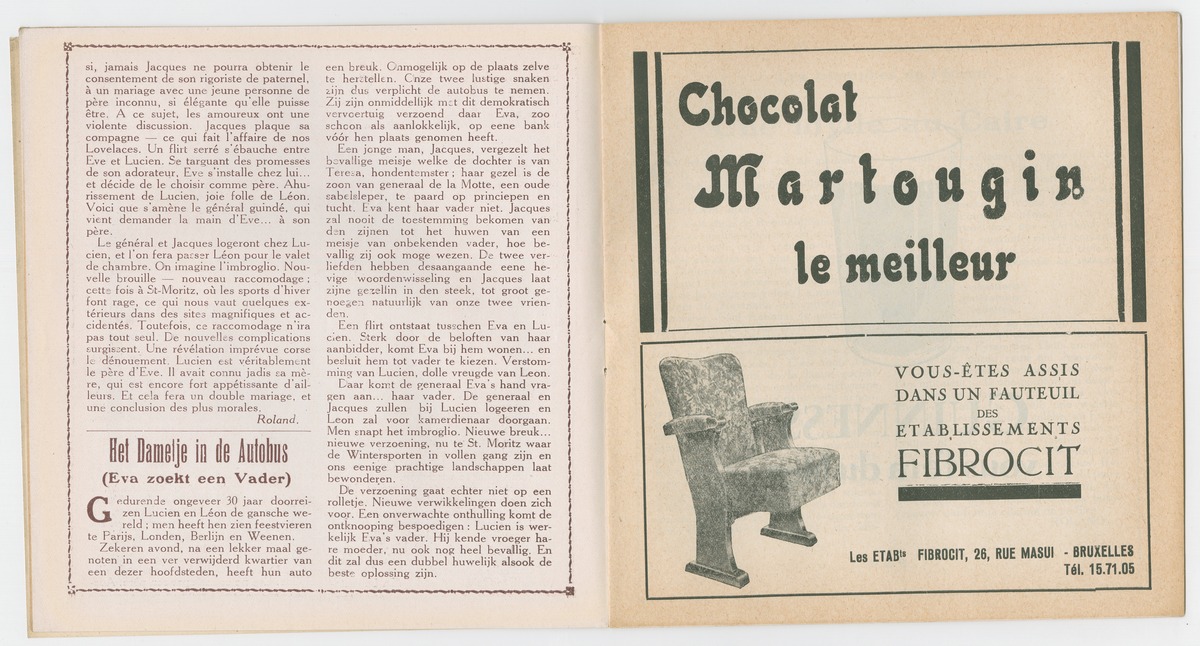 si, jamais Jacques ne pourra obtenir le
consentement de son rigoriste de paternel,
à un mariage avec une jeune personne de
père inconnu, si élégante qu'elle puisse
être. A ce sujet, les amoureux ont une
violente discussion. Jacques plaque sa
compagne — ce qui fait l'affaire de nos
Lovelaces. Un flirt serré s'ébauche entre
Eve et Lucien. Se targuant des promesses
de son adorateur, Eve s'installe chez lui...
et décide de le choisir comme père. Ahu-
rissement de Lucien, joie folle de Léon.
Voici que s'amène le général guindé, qui
vient demander la main d'Eve... à son
père.
Le général et Jacques logeront chez Lu-
cien, et l'on fera passer Léon pour le valet
de chambre. On imagine l'imbroglio. Nou-
velle brouille — nouveau raccomodage ;
cette fois à St-Moritz, où les sports d'hiver
font rage, ce qui nous vaut quelques ex-
térieurs dans des sites magnifiques et ac-
cidentés. Toutefois, ce raccomodage n'ira
pas tout seul. De nouvelles complications
surgissent. Une révélation imprévue corse
le dénouement. Lucien est véritablement
le père d'Eve. Il avait connu jadis sa mè-
re, qui est encore fort appétissante d'ail-
leurs. Et cela fera un double mariage, et
une conclusion des plus morales.
Roland.
Het Dametje in de Autobus
(Eva zoekt een Vader)
Gedurende ongeveer 30 jaar doorrei-
zen Lucien en Léon de gansche we-
reld ; men heeft hen zien feestvieren
te Parijs, Londen, Berlijn en Weenen.
Zekeren avond, na een lekker maal ge-
noten in een ver verwijderd kwartier van
een dezer hoofdsteden, heeft hun auto
een breuk. Onmogelijk op de plaats zelve
te herstellen. Onze twee lustige snaken
zijn dus verplicht de autobus te nemen.
Zij zijn onmiddellijk met dit demokratisch
vervoertuig verzoend daar Eva, zoo
schoon als aanlokkelijk, op eene bank
vóór hen plaats genomen heeft.
Een jonge man, Jacques, vergezelt het
bevallige meisje welke de dochter is van
Teresa, hondentemster ; haar gezel is de
zoon van generaal de la Motte, een oude
sabelsleper, te paard op princiepen en
tucht. Eva kent haar vader niet. Jacques
zal nooit de toestemming bekomen van
den zijnen tot het huwen van een
meisje van onbekenden vader, hoe be-
vallig zij ook moge wezen. De twee ver-
liefden hebben desaangaande eene he-
vige woordenwisseling en Jacques laat
zijne gezellin in den steek, tot groot ge-
noegen natuurlijk van onze twee vrien-
den.
Een flirt ontstaat tusschen Eva en Lu-
cien. Sterk door de beloften van haar
aanbidder, komt Eva bij hem wonen... en
besluit hem tot vader te kiezen. Verstom-
ming van Lucien, dolle vreugde van Leon.
Daar komt de generaal Eva's hand vra-
gen aan... haar vader. De generaal en
Jacques zullen bij Lucien logeeren en
Leon zal voor kamerdienaar doorgaan.
Men snapt het imbroglio. Nieuwe breuk...
nieuwe verzoening, nu te St. Moritz waar
de Wintersporten in vollen gang zijn en
ons eenige prachtige landschappen laat
bewonderen.
De verzoening gaat echter niet op een
rolletje. Nieuwe verwikkelingen doen zich
voor. Een onverwachte onthulling komt de
ontknooping bespoedigen : Lucien is wer-
kelijk Eva's vader. Hij kende vroeger ha-
re moeder, nu ook nog heel bevallig. En
dit zal dus een dubbel huwelijk alsook de
beste oplossing zijn.
Chocolat
Martougin
le meilleur
VOUS-ÊTES ASSIS
DANS UN FAUTEUIL
DES
ETABLISSEMENTS
FIBROCIT
Les ETABts FIBROCIT, 26, RUE MASUI - BRUXELLES
Tél. 15.71.05